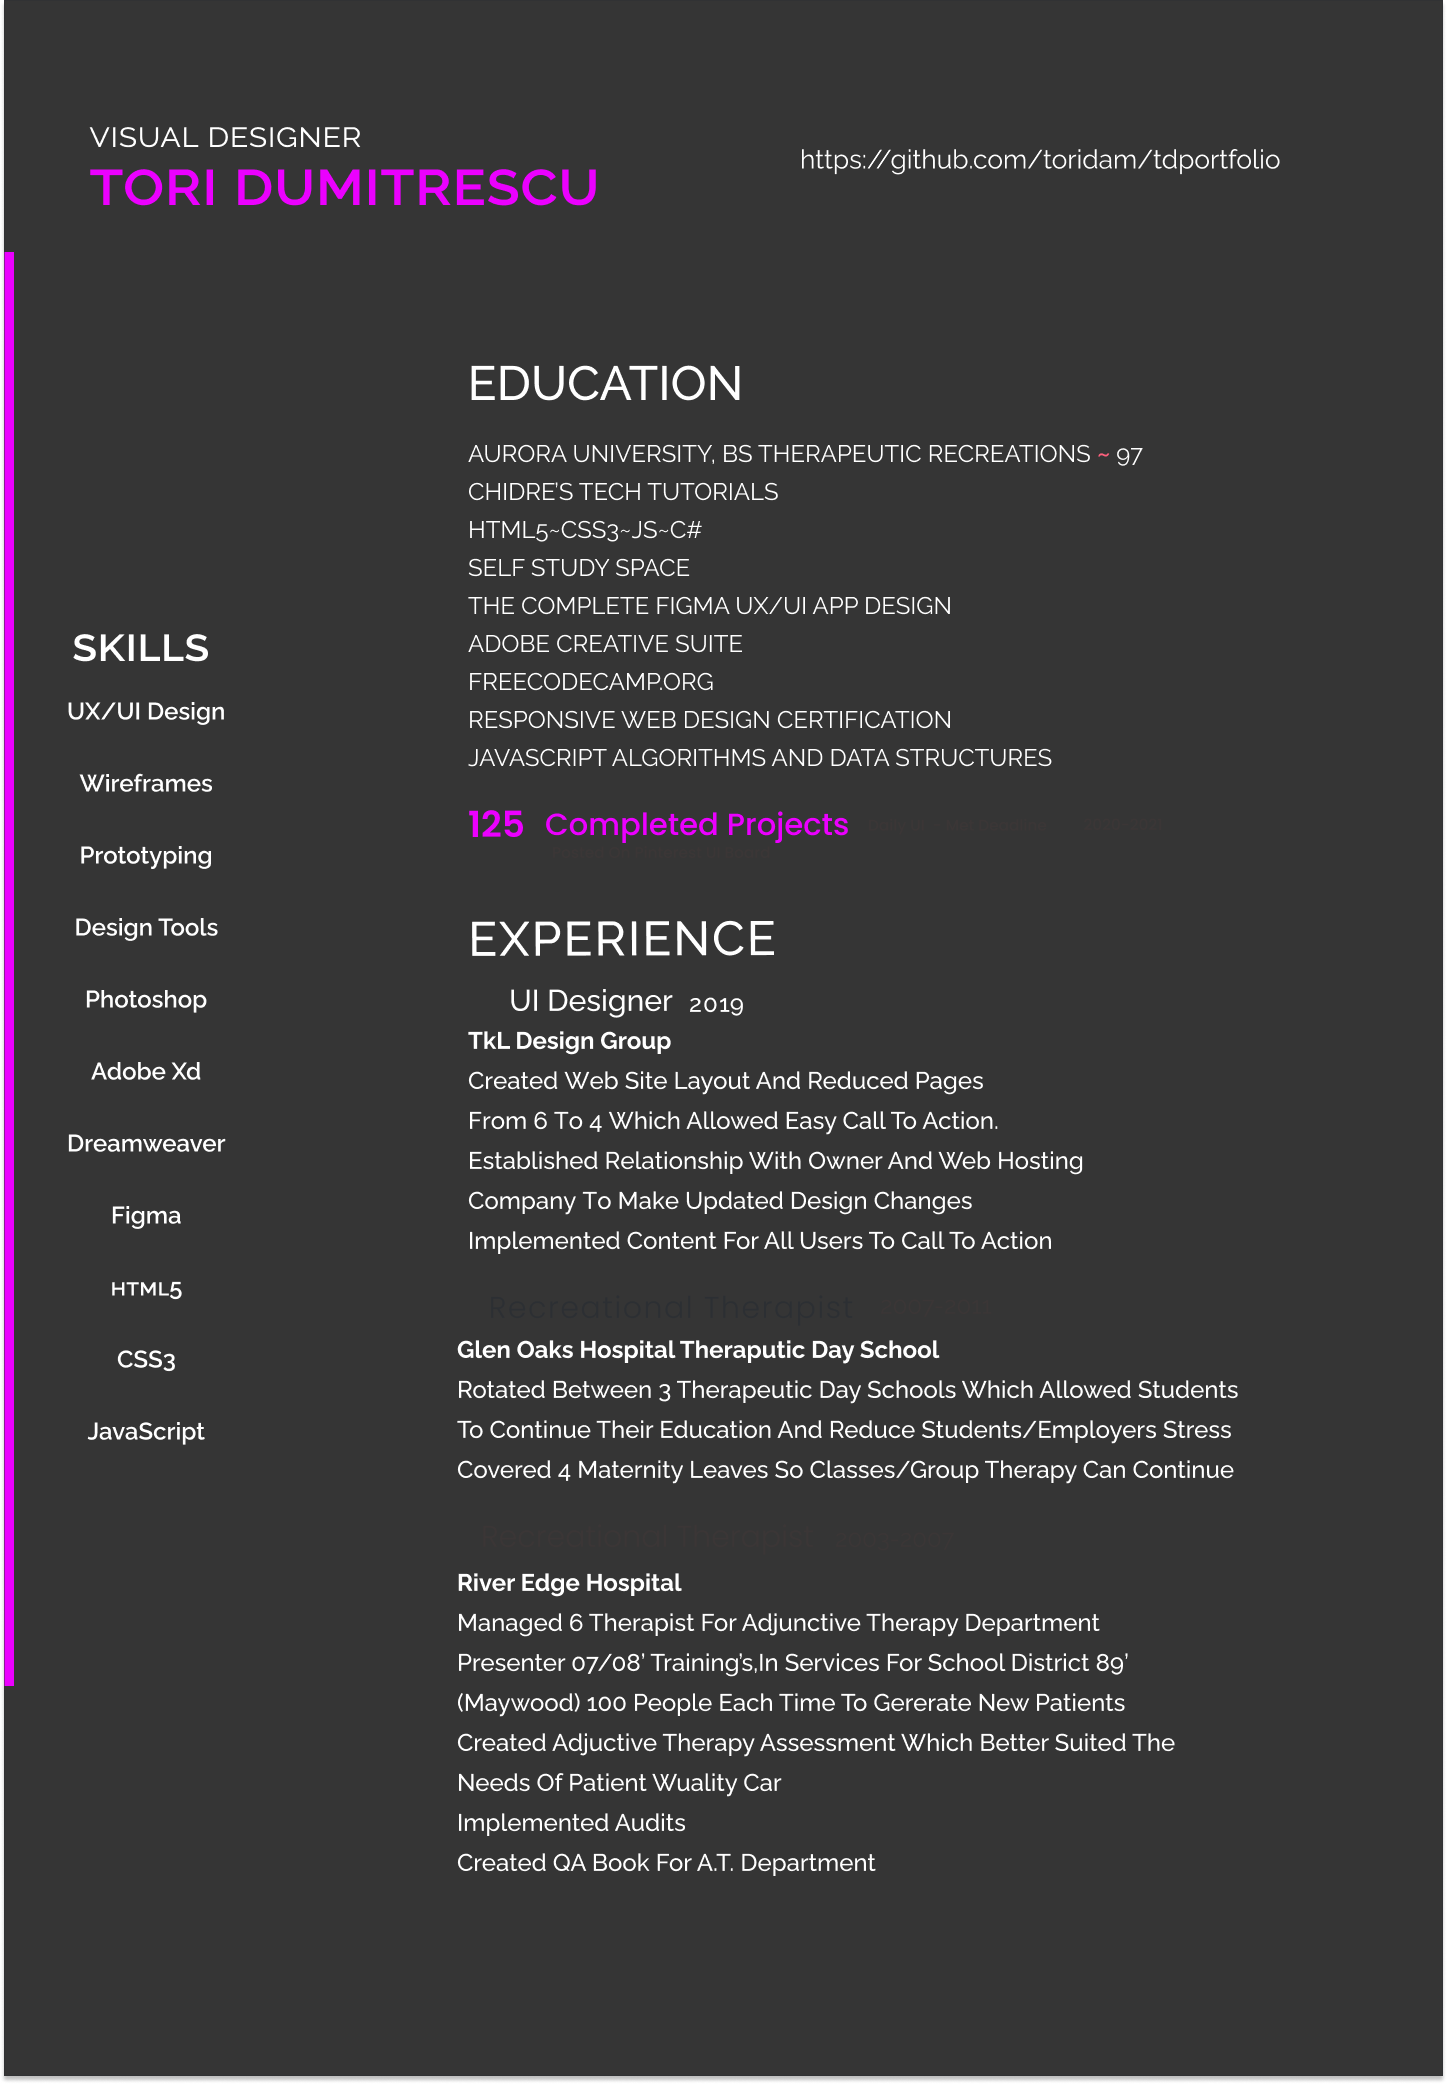 VISUAL DESIGNER
TORI DUMITRESCU
https://github.com/toridam/tdportfolio
EDUCATION
AURORA UNIVERSITY, BS THERAPEUTIC RECREATIONS ~ 97
CHIDRE'S TECH TUTORIALS
HTML5~CSS3~JS~C#
SELF STUDY SPACE
THE COMPLETE FIGMA UX/UI APP DESIGN
ADOBE CREATIVE SUITE
FREECODECAMP.ORG
RESPONSIVE WEB DESIGN CERTIFICATION
JAVASCRIPT ALGORITHMS AND DATA STRUCTURES
125 Completed Projects
SKILLS
UX/UI Design
Wireframes
Prototyping
Design Tools
Photoshop
Adobe Xd
Dreamweaver
Figma
HTML5
CSS3
JavaScript
EXPERIENCE
UI Designer 2019
TkL Design Group
Created Web Site Layout And Reduced Pages
From 6 To 4 Which Allowed Easy Call To Action.
Established Relationship With Owner And Web Hosting
Company To Make Updated Design Changes
Implemented Content For All Users To Call To Action
Recreational Therapist
Glen Oaks Hospital Theraputic Day School
Rotated Between 3 Therapeutic Day Schools Which Allowed Students
To Continue Their Education And Reduce Students/Employers Stress
Covered 4 Maternity Leaves So Classes/Group Therapy Can Continue
Recreational Therapist
River Edge Hospital
Managed 6 Therapist For Adjunctive Therapy Department
Presenter 07/08' Training's,In Services For School District 89'
(Maywood) 100 People Each Time To Gererate New Patients
Created Adjuctive Therapy Assessment Which Better Suited The
Needs Of Patient Wuality Car
Implemented Audits
Created QA Book For A.T. Department